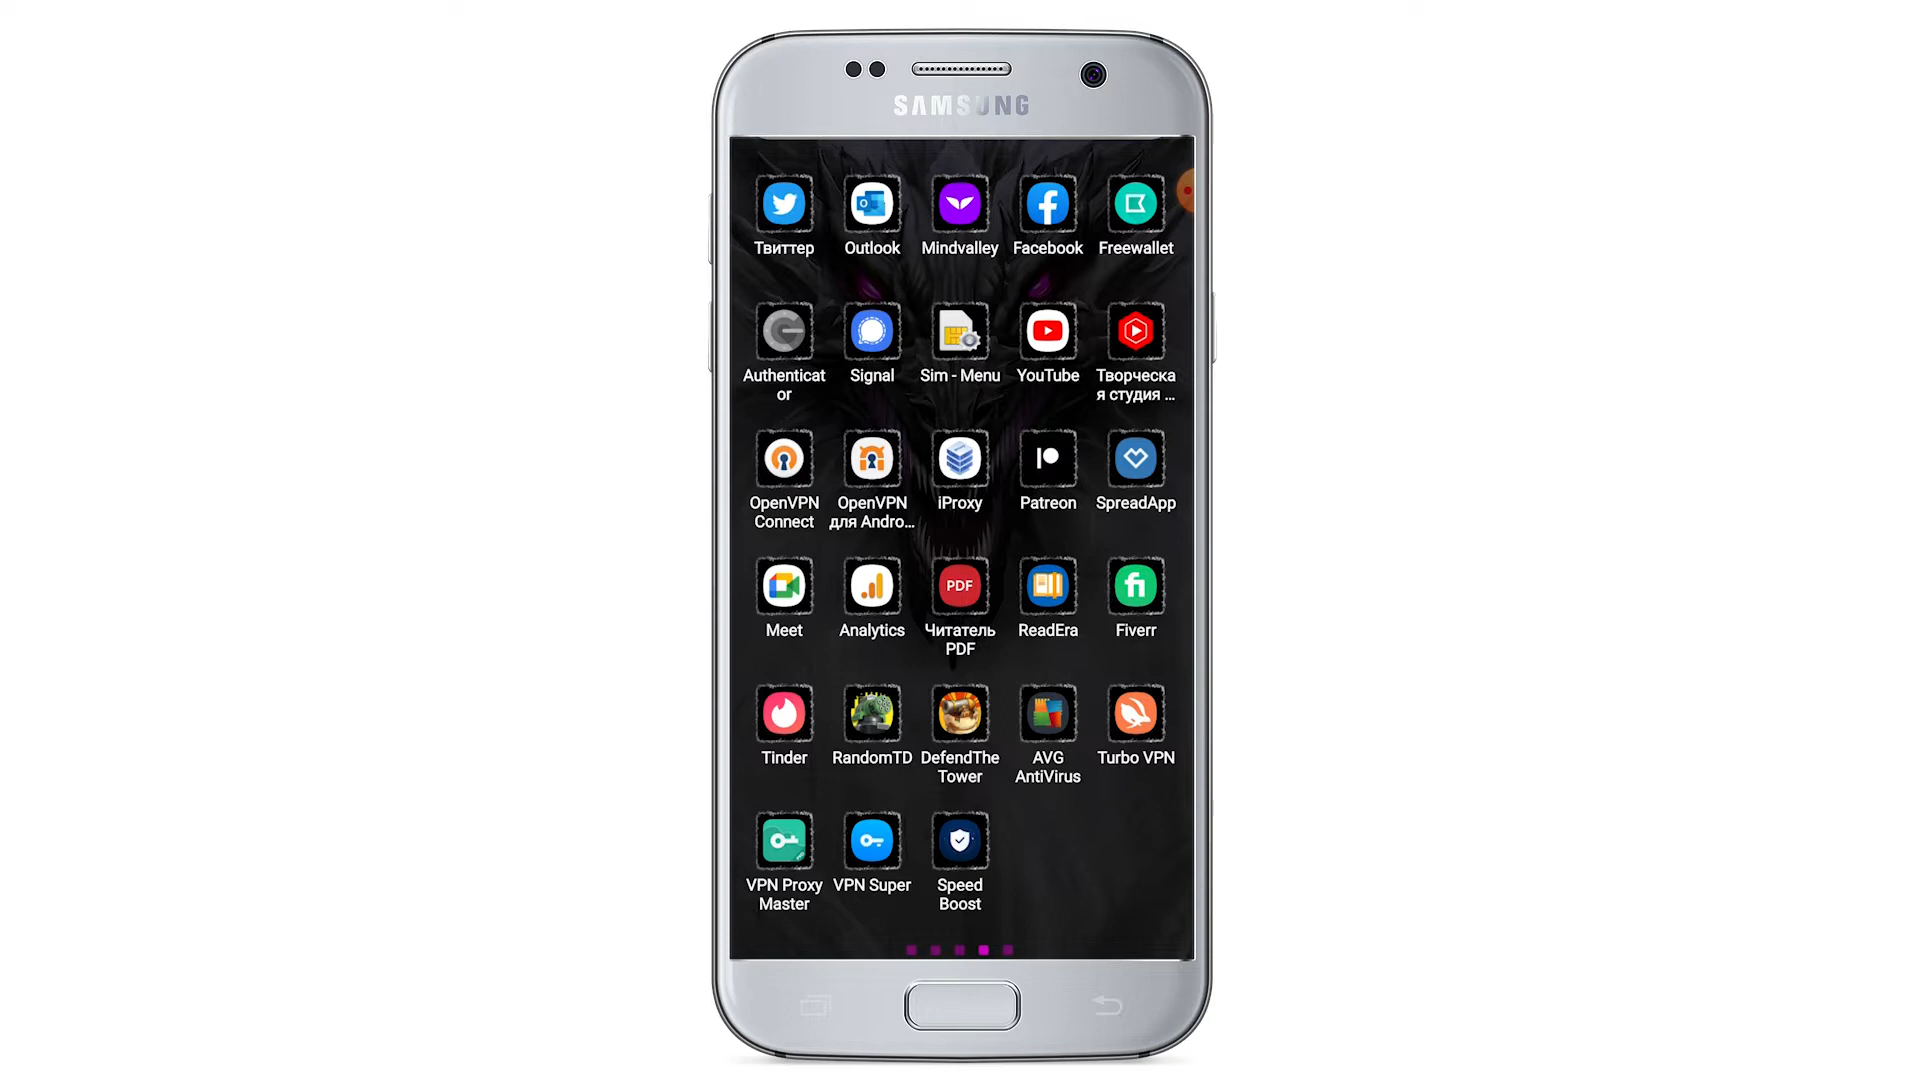 SAMSUNG
Твиттер Outlook Mindvalley Facebook Freewallet
Authenticat Signal Sim - Menu YouTube Творческа
or я студия ...
OpenVPN OpenVPN iProxy Patreon SpreadApp
Connect для Andro...
PDF
Meet Analytics Читатель ReadEra Fiverr
PDF
Tinder RandomTD DefendThe AVG Turbo VPN
Tower AntiVirus
VPN Proxy VPN Super Speed
Master Boost